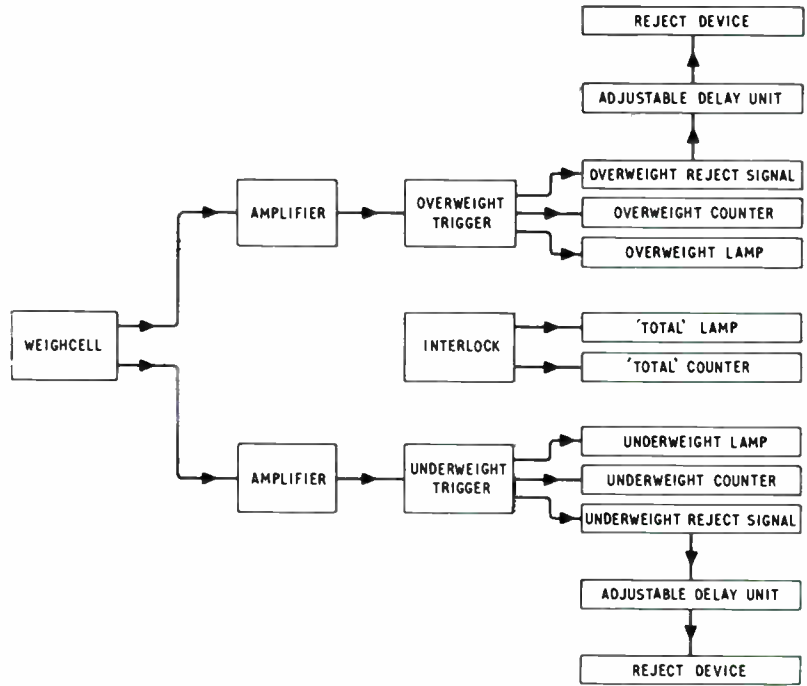 REJECT DEVICE
ADJUSTABLE DELAY UNIT
OVERWEIGHT REJECT SIGNAL
AMPLIFIER
OVERWEIGHT
TRIGGER
OVERWEIGHT COUNTER
OVERWEIGHT LAMP
WEIGHCELL
INTERLOCK
'TOTAL' LAMP
'TOTAL' COUNTER
UNDERWEIGHT LAMP
AMPLIFIER
UNDERWEIGHT
TRIGGER
UNDERWEIGHT COUNTER
UNDERWEIGHT REJECT SIGNAL
ADJUSTABLE DELAY UNIT
REJECT DEVICE